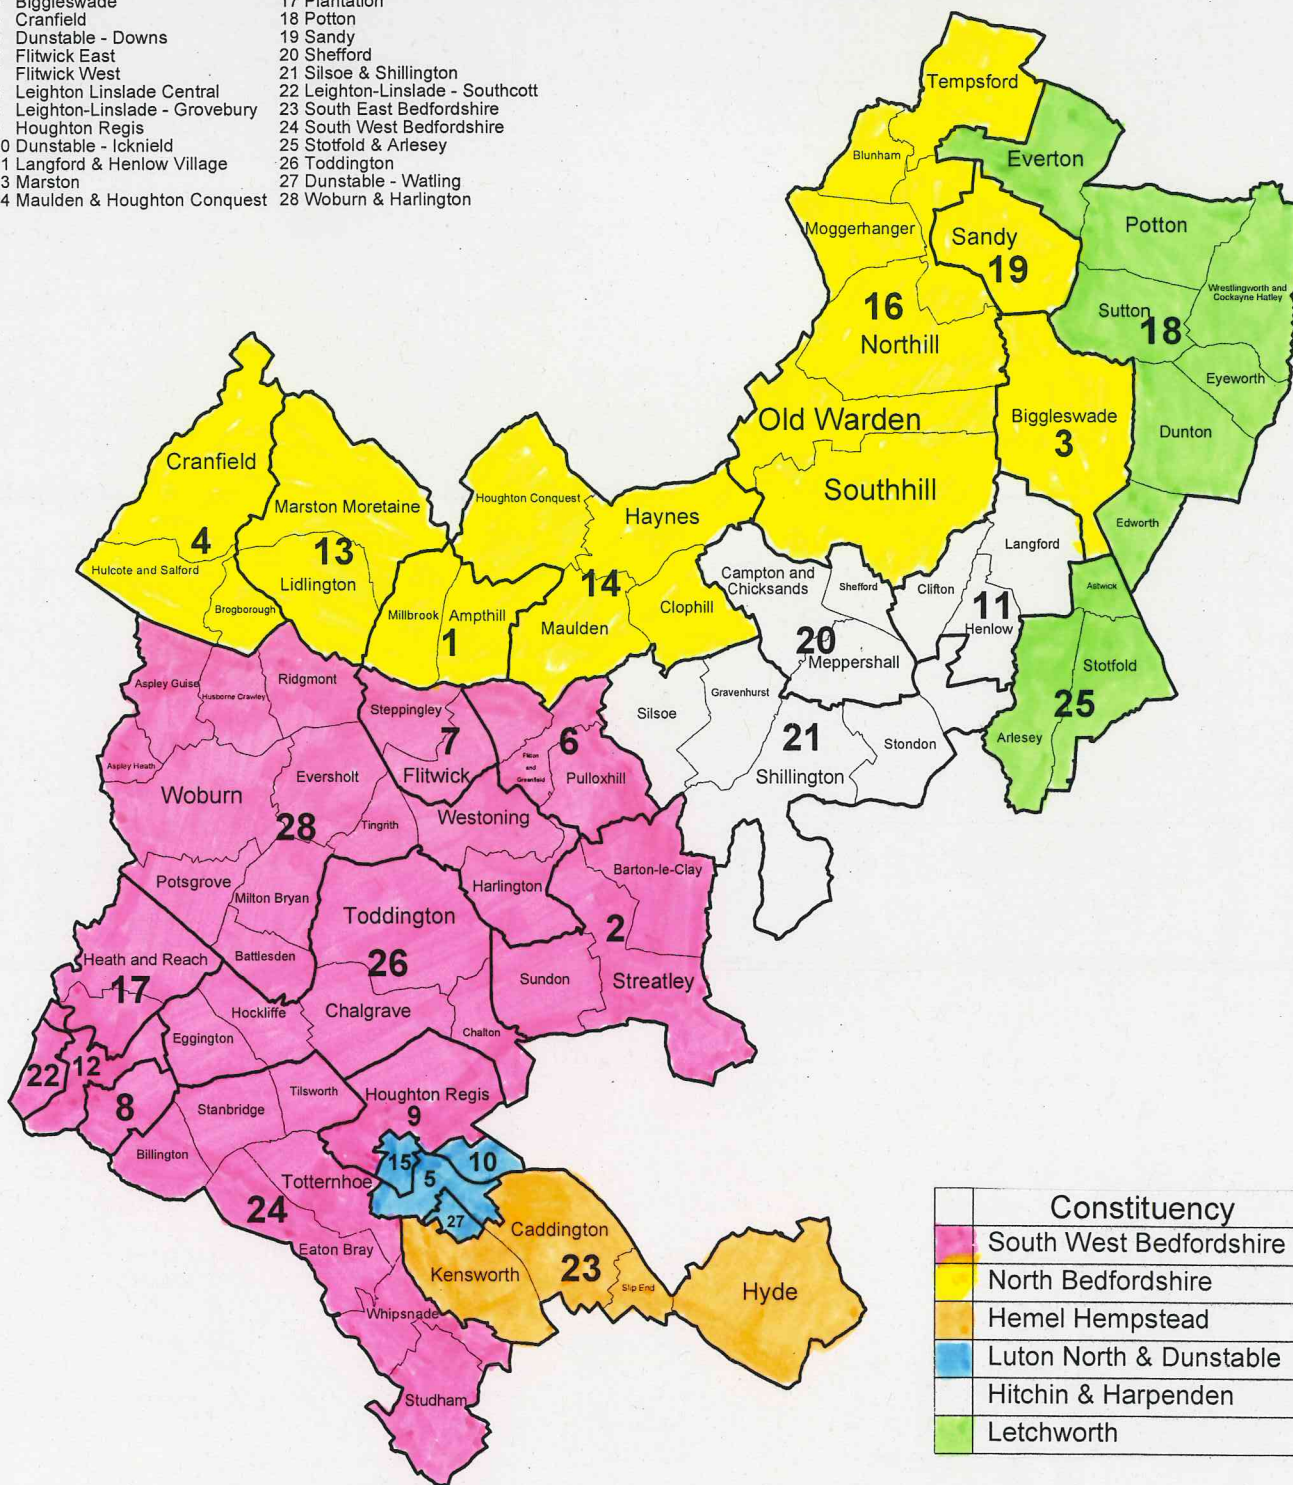 Biggleswade
Cranfield
Dunstable - Downs
Flitwick East
Flitwick West
Leighton Linslade Central
Leighton-Linslade - Grovebury
Houghton Regis
0 Dunstable - Icknield
1 Langford & Henlow Village
3 Marston
4 Maulden & Houghton Conquest
17 Plantation
18 Potton
19 Sandy
20 Shefford
21 Silsoe & Shillington
22 Leighton-Linslade - Southcott
23 South East Bedfordshire
24 South West Bedfordshire
25 Stotfold & Arlesey
26 Toddington
27 Dunstable - Watling
28 Woburn & Harlington
Tempsford
Blunham
Everton
Moggerhanger
Sandy
19
Potton
Wrestlingworth and
Cockayne Hatley
16
Northill
Sutton
18
Eyeworth
Old Warden
Biggleswade
3
Dunton
Southhill
Edworth
Cranfield
4
Hulcote and Salford
Brogborough
Marston Moretaine
13
Lidlington
Houghton Conquest
Haynes
14
Maulden
Clophill
Millbrook
Ampthill
1
Campton and
Chicksands
Shefford
20
Meppershall
Clifton
Langford
11
Henlow
Astwick
Stotfold
25
Arlesey
Aspley Guise
Husborne Crawley
Ridgmont
Steppingley
7
Flitwick
6
Flitton
and
Greenfield
Pulloxhill
Silsoe
Gravenhurst
21
Shillington
Stondon
Aspley Heath
Woburn
Eversholt
28
Tingrith
Westoning
Potsgrove
Milton Bryan
Battlesden
Harlington
Barton-le-Clay
2
Streatley
Sundon
Toddington
26
Chalgrave
Chalton
Heath and Reach
17
Hockliffe
Eggington
22
12
8
Stanbridge
Tilsworth
Billington
Houghton Regis
9
15
5
10
27
Totternhoe
24
Eaton Bray
Whipsnade
Studham
Kensworth
Caddington
23
Slip End
Hyde
Constituency
South West Bedfordshire
North Bedfordshire
Hemel Hempstead
Luton North & Dunstable
Hitchin & Harpenden
Letchworth